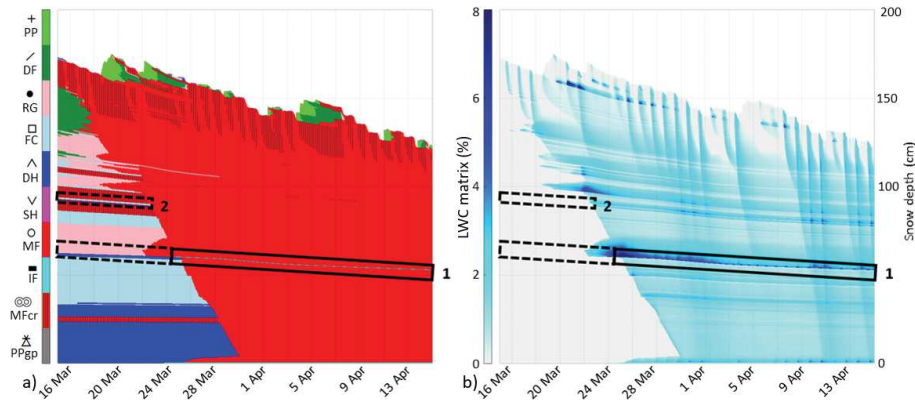 +
PP
DF
RG
FC
DH
SH
MF
IF
MFcr
PPgp
2
1
a)
16 Mar
20 Mar
24 Mar
28 Mar
1 Apr
5 Apr
9 Apr
13 Apr
LWC matrix (%)
8
6
4
2
0
2
1
b)
16 Mar
20 Mar
24 Mar
28 Mar
1 Apr
5 Apr
9 Apr
13 Apr
200
150
100
50
0
Snow depth (cm)